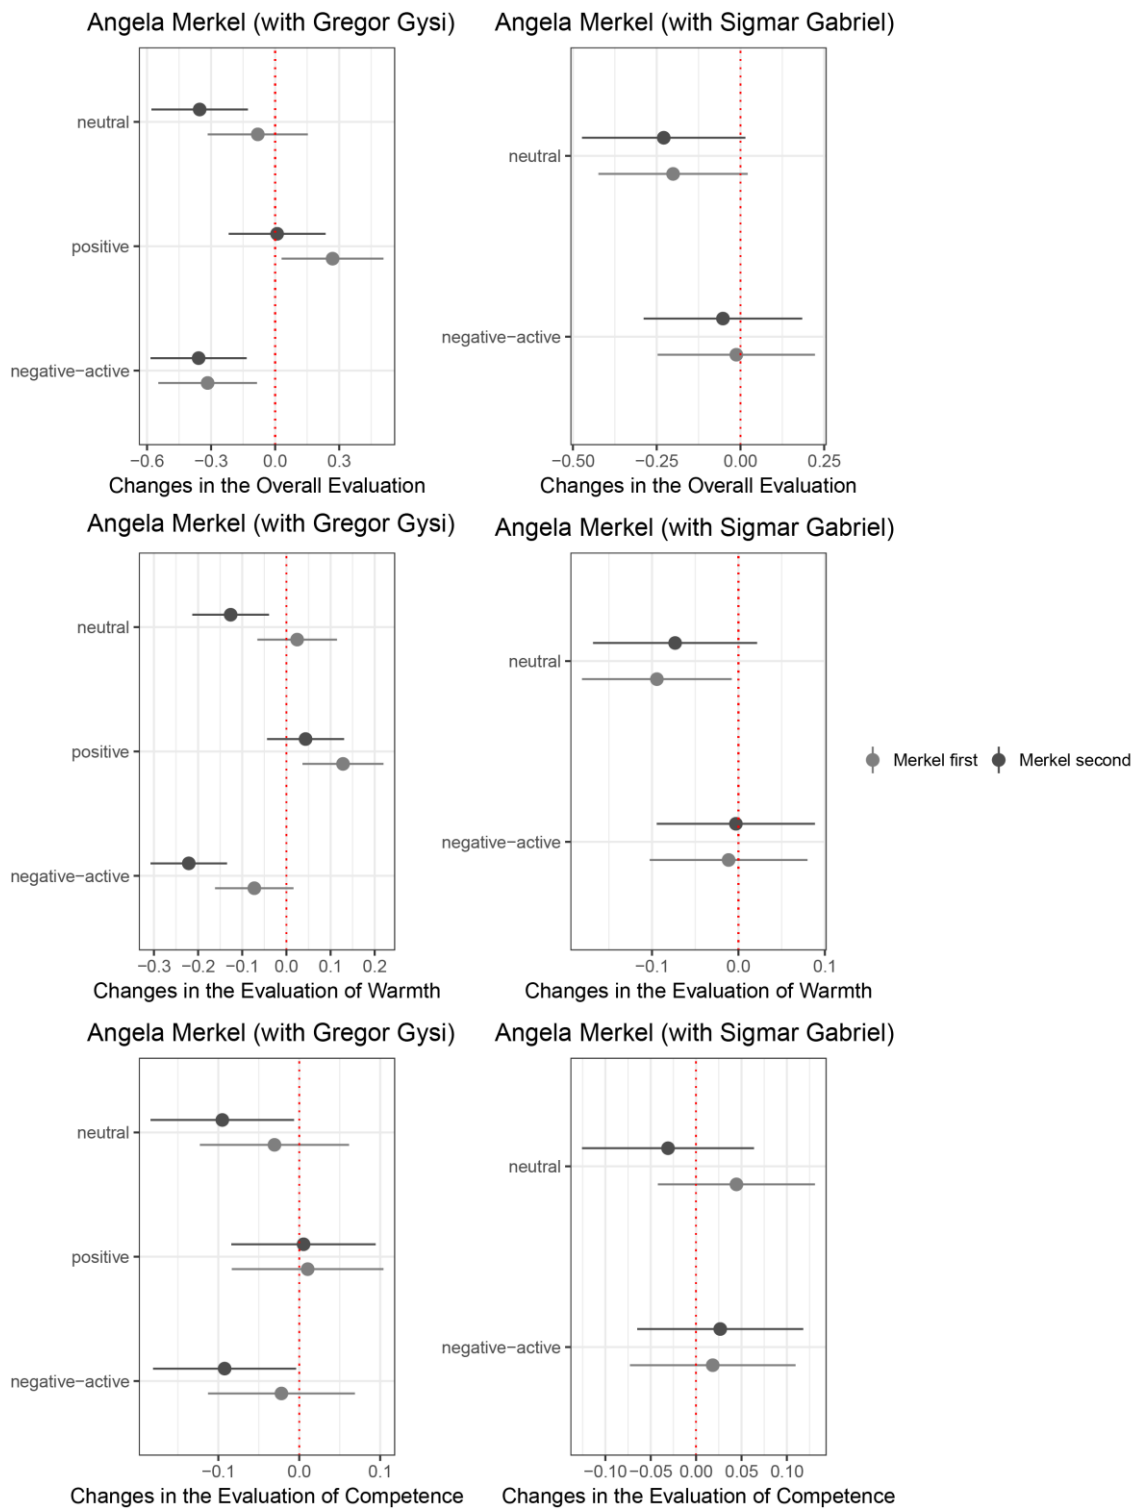 Angela Merkel (with Gregor Gysi)
neutral
positive
negative−active
−0.6 −0.3 0.0 0.3
Changes in the Overall Evaluation
Angela Merkel (with Sigmar Gabriel)
neutral
negative−active
−0.50 −0.25 0.00 0.25
Changes in the Overall Evaluation
Angela Merkel (with Gregor Gysi)
neutral
positive
negative−active
−0.3 −0.2 −0.1 0.0 0.1 0.2
Changes in the Evaluation of Warmth
Angela Merkel (with Sigmar Gabriel)
neutral
negative−active
−0.1 0.0 0.1
Changes in the Evaluation of Warmth
Merkel first Merkel second
Angela Merkel (with Gregor Gysi)
neutral
positive
negative−active
−0.1 0.0 0.1
Changes in the Evaluation of Competence
Angela Merkel (with Sigmar Gabriel)
neutral
negative−active
−0.10 −0.05 0.00 0.05 0.10
Changes in the Evaluation of Competence